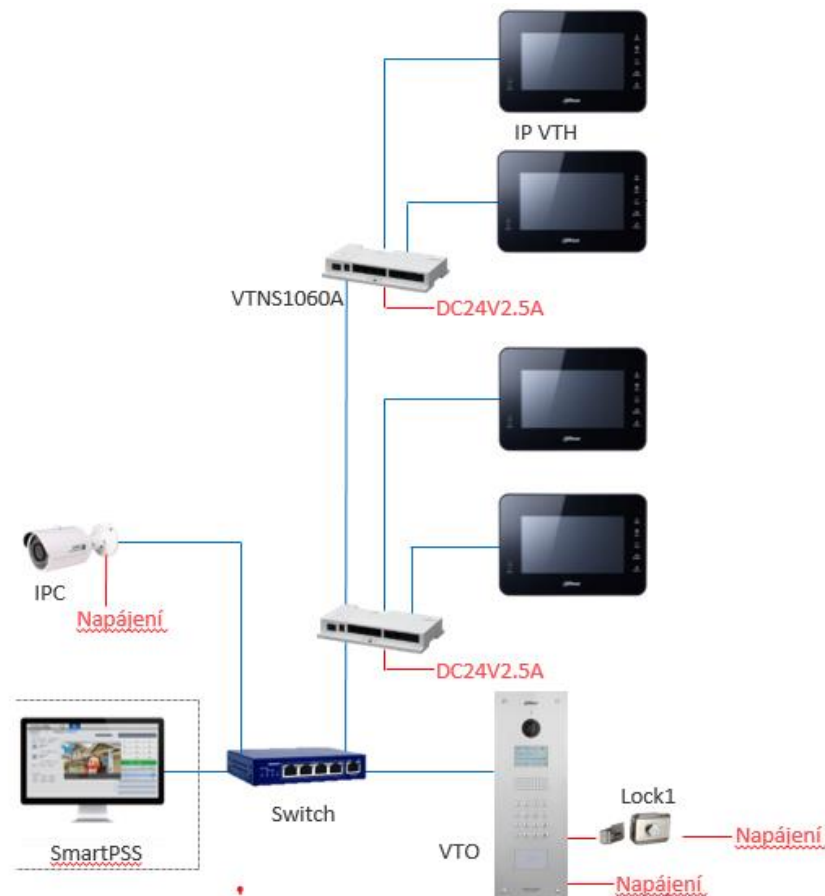 IP VTH
VTNS1060A
DC24V2.5A
IPC
Napájení
DC24V2.5A
Switch
SmartPSS
VTO
Lock1
Napájení
Napájení